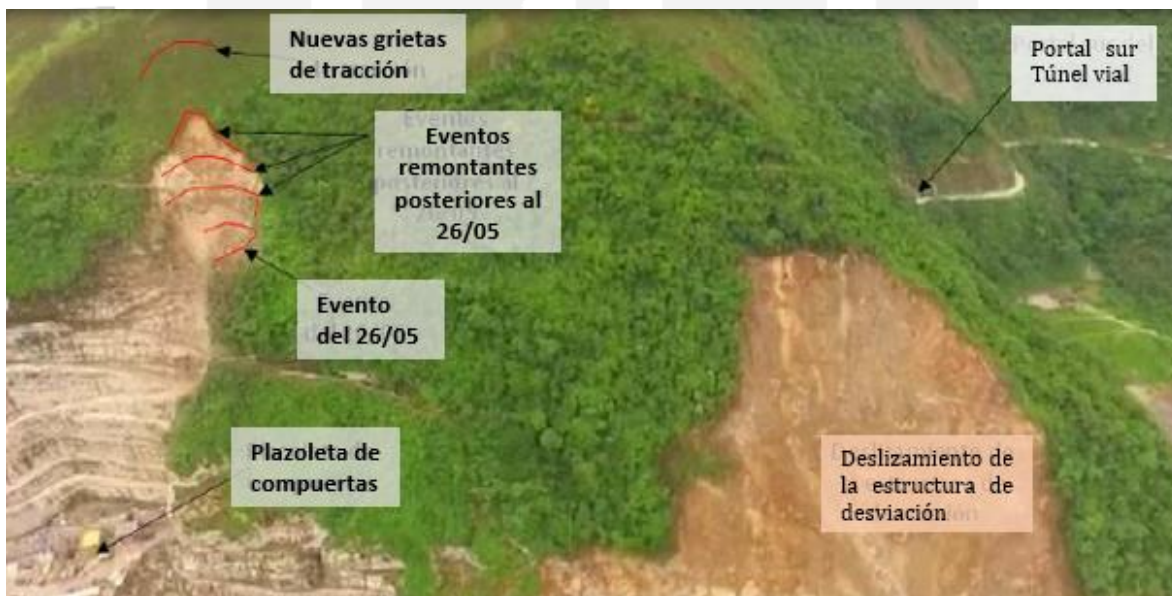 Nuevas grietas
de tracción
Portal sur
Túnel vial
Eventos
remontantes
posteriores al
26/05
Evento
del 26/05
Plazoleta de
compuertas
Deslizamiento de
la estructura de
desviación